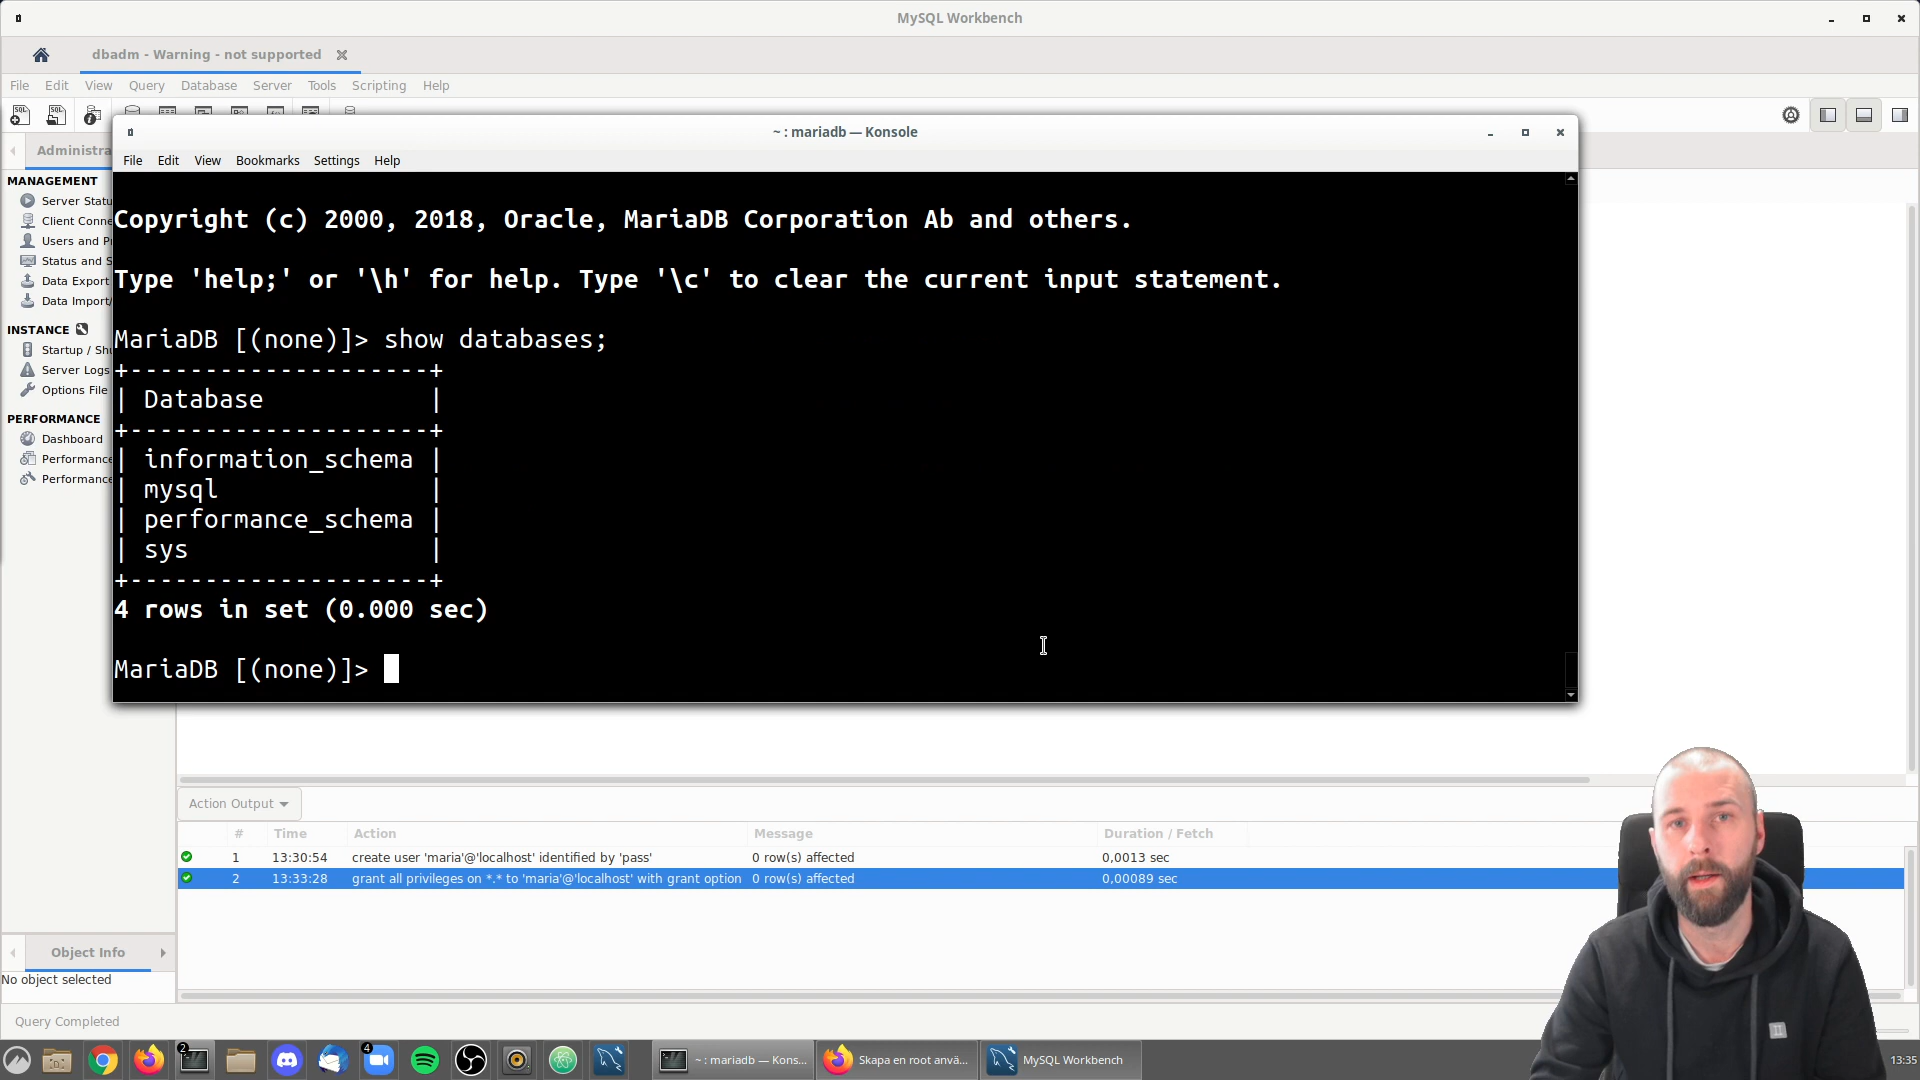 MySQL Workbench
dbadm - Warning - not supported
File Edit View Query Database Server Tools Scripting Help
~ : mariadb — Konsole
File Edit View Bookmarks Settings Help
Administra
MANAGEMENT
Server Statu
Client Conne
Users and P
Status and S
Data Export
Data Import/
INSTANCE
Startup / Shu
Server Logs
Options File
PERFORMANCE
Dashboard
Performance
Performance
Copyright (c) 2000, 2018, Oracle, MariaDB Corporation Ab and others.
Type 'help;' or '\h' for help. Type '\c' to clear the current input statement.
MariaDB [(none)]> show databases;
+--------------------+
| Database           |
+--------------------+
| information_schema |
| mysql              |
| performance_schema |
| sys                |
+--------------------+
4 rows in set (0.000 sec)
MariaDB [(none)]>
Action Output
# Time Action Message Duration / Fetch
1 13:30:54 create user 'maria'@'localhost' identified by 'pass' 0 row(s) affected 0,0013 sec
2 13:33:28 grant all privileges on *.* to 'maria'@'localhost' with grant option 0 row(s) affected 0,00089 sec
Object Info
No object selected
Query Completed
2
4
~ : mariadb — Kons...
Skapa en root anvä...
MySQL Workbench
13:35